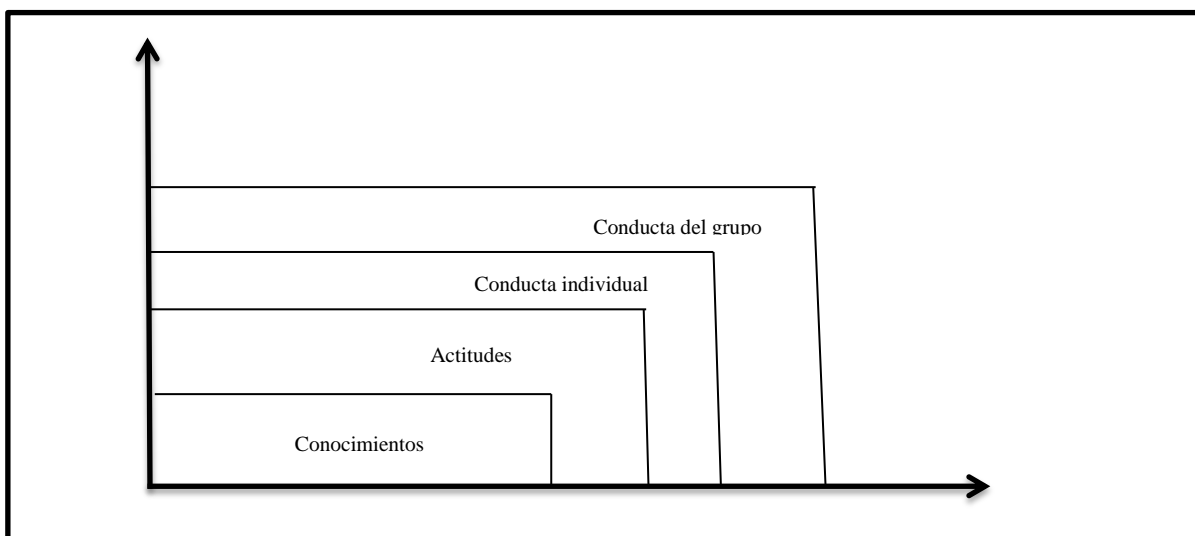 Conducta del grupo
Conducta individual
Actitudes
Conocimientos